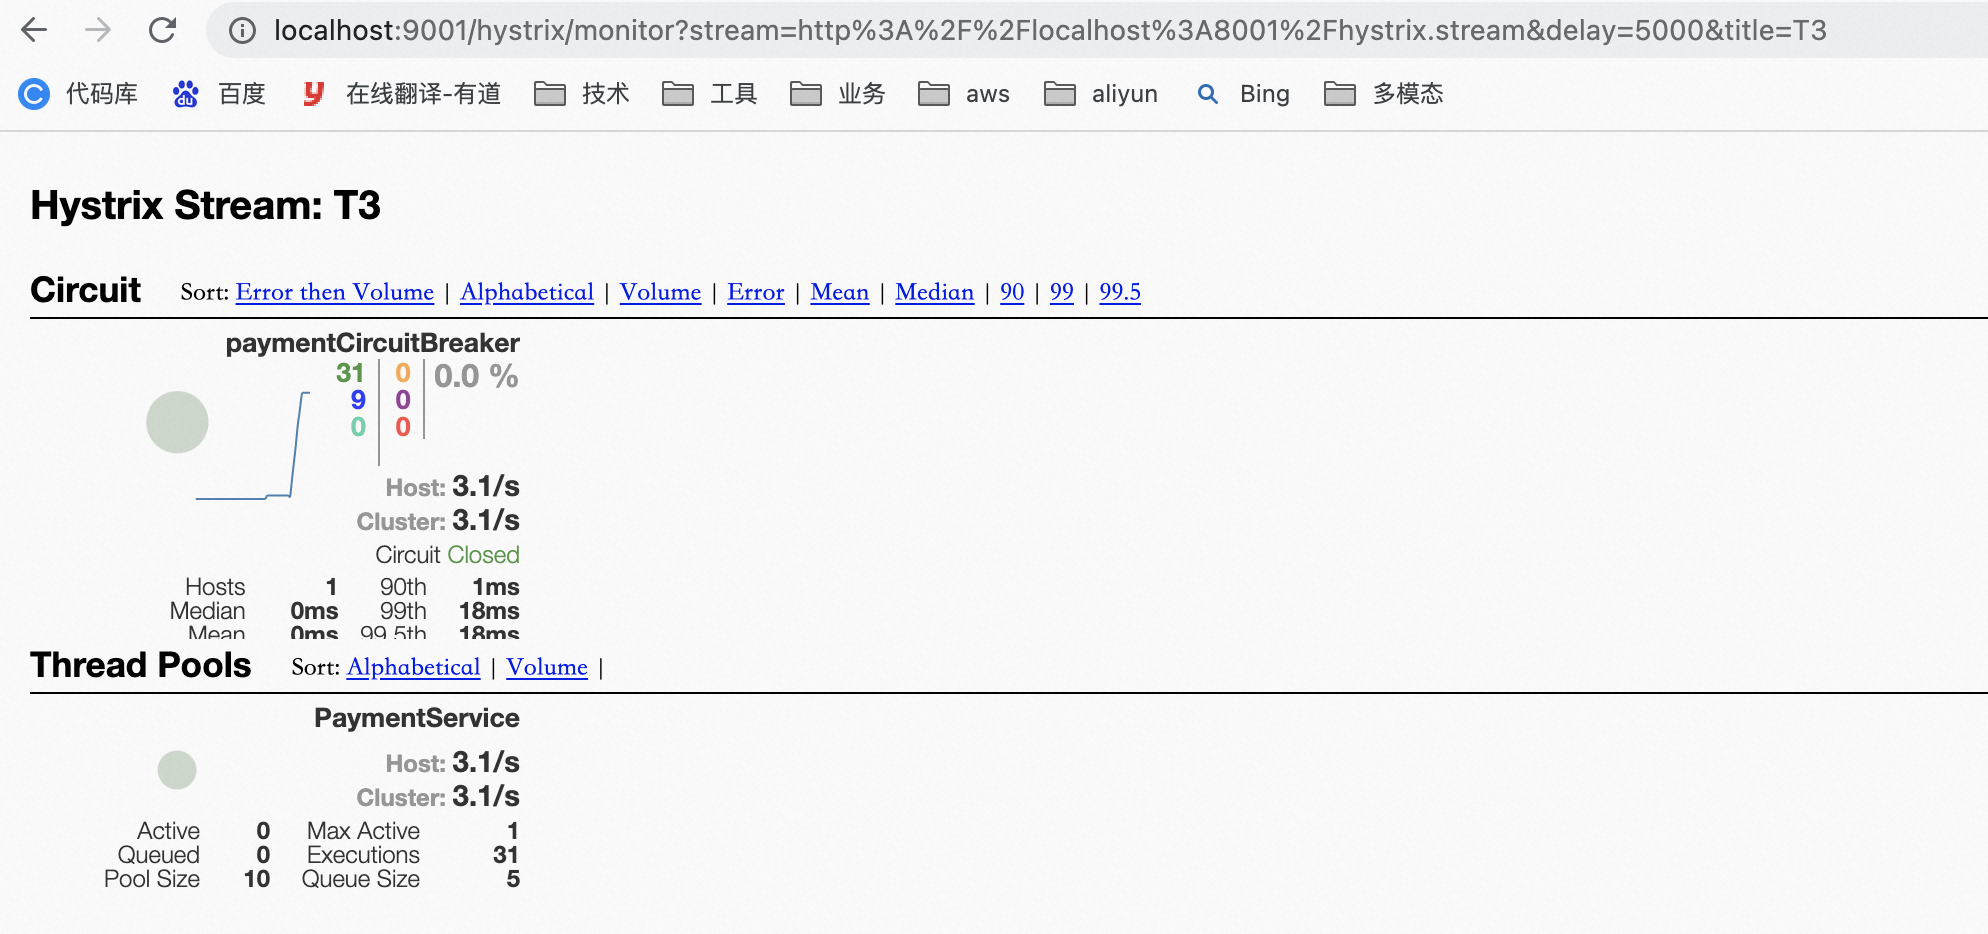 localhost:9001/hystrix/monitor?stream=http%3A%2F%2Flocalhost%3A8001%2Fhystrix.stream&delay=5000&title=T3
代码库 百度 在线翻译-有道 技术 工具 业务 aws aliyun Bing 多模态
Hystrix Stream: T3
Circuit Sort: Error then Volume | Alphabetical | Volume | Error | Mean | Median | 90 | 99 | 99.5
paymentCircuitBreaker
31 0 0.0 %
9 0
0 0
Host: 3.1/s
Cluster: 3.1/s
Circuit Closed
Hosts 1 90th 1ms
Median 0ms 99th 18ms
Mean 0ms 99.5th 18ms
Thread Pools Sort: Alphabetical | Volume |
PaymentService
Host: 3.1/s
Cluster: 3.1/s
Active 0 Max Active 1
Queued 0 Executions 31
Pool Size 10 Queue Size 5